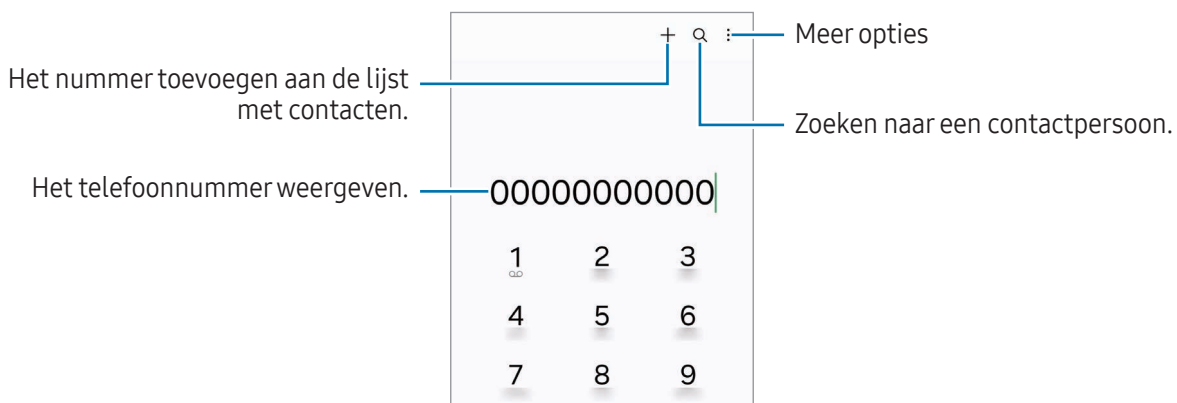 Meer opties
Het nummer toevoegen aan de lijst
met contacten.
Zoeken naar een contactpersoon.
Het telefoonnummer weergeven.
00000000000
1 2 3
4 5 6
7 8 9